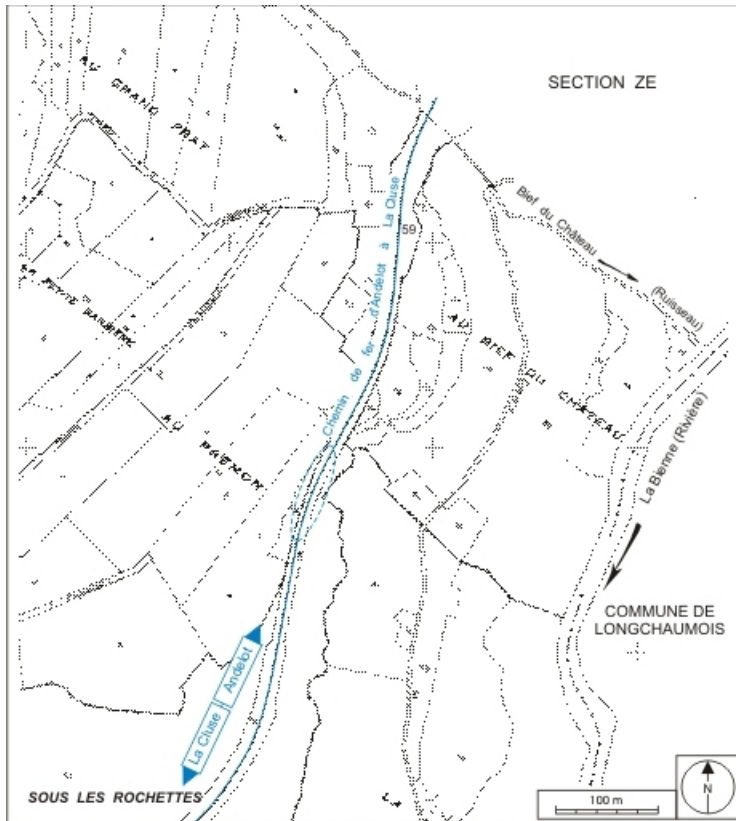 SECTION ZE
AU GRAND PRAT
Bief du Château
(Ruisseau)
59
Chemin de fer d'Andelot à La Cluse
AU BIEF DU CHÂTEAU
La Bienne (Rivière)
COMMUNE DE
LONGCHAUMOIS
Andelot
La Cluse
SOUS LES ROCHETTES
100 m
N